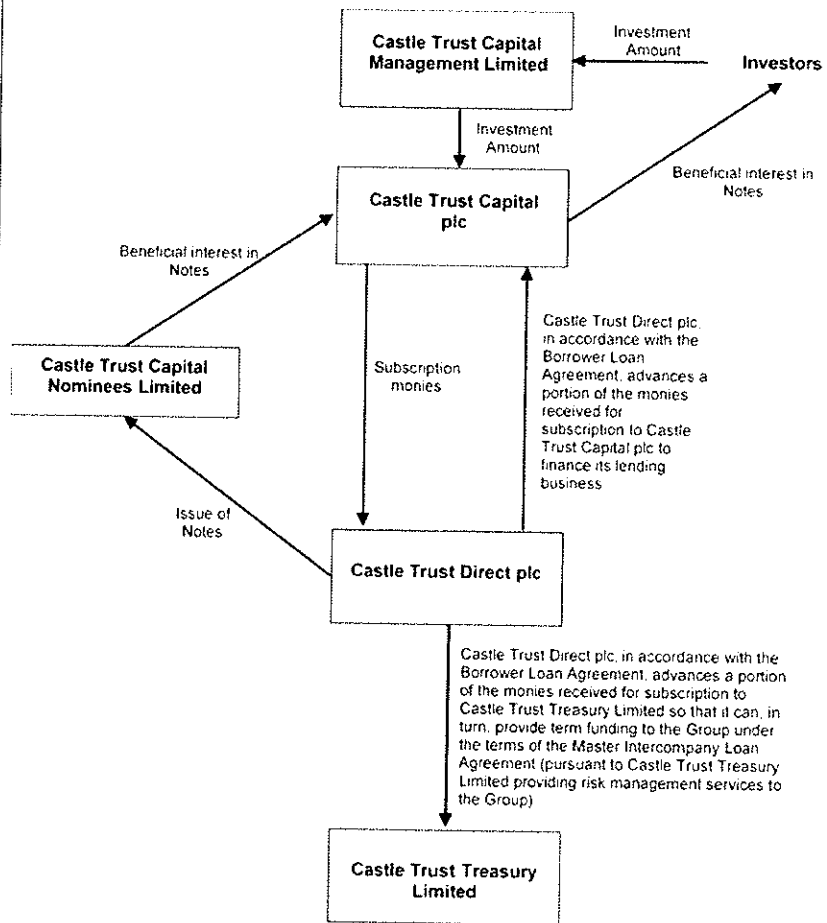 Castle Trust Capital
Management Limited
Investment
Amount
Investors
Investment
Amount
Castle Trust Capital
plc
Beneficial interest in
Notes
Beneficial interest in
Notes
Castle Trust Capital
Nominees Limited
Subscription
monies
Castle Trust Direct plc,
in accordance with the
Borrower Loan
Agreement, advances a
portion of the monies
received for
subscription to Castle
Trust Capital plc to
finance its lending
business
Issue of
Notes
Castle Trust Direct plc
Castle Trust Direct plc, in accordance with the
Borrower Loan Agreement, advances a portion
of the monies received for subscription to
Castle Trust Treasury Limited so that it can, in
turn, provide term funding to the Group under
the terms of the Master Intercompany Loan
Agreement (pursuant to Castle Trust Treasury
Limited providing risk management services to
the Group)
Castle Trust Treasury
Limited